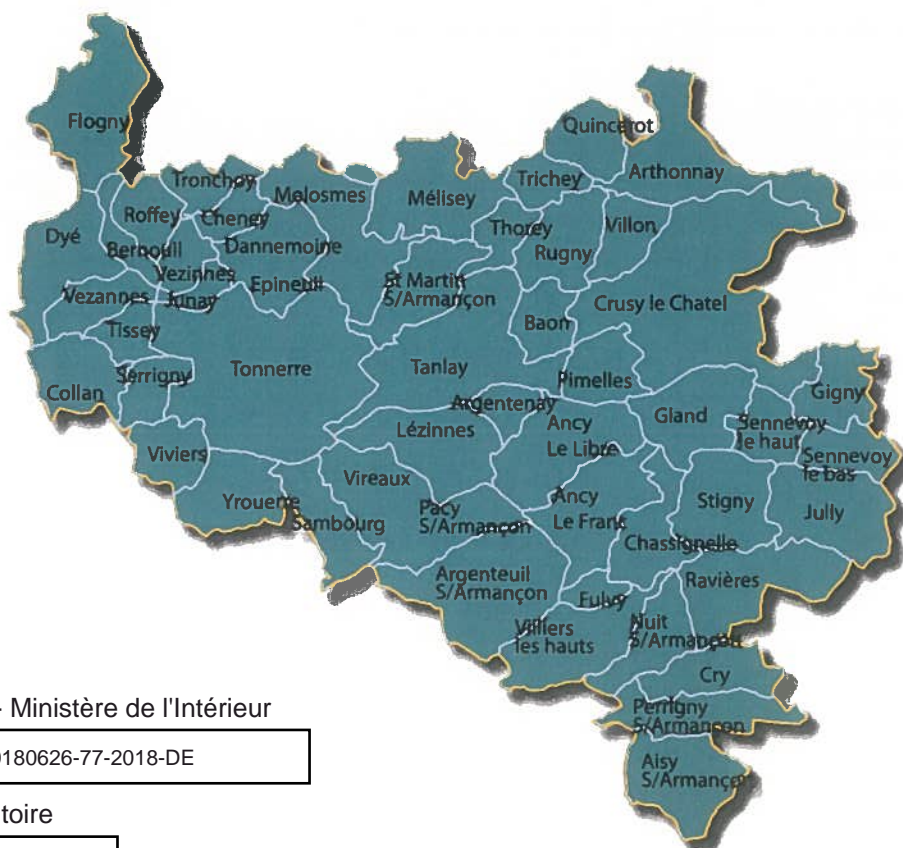 Flogny
Quincerot
Tronchoy
Molosmes
Mélisey
Trichey
Arthonnay
Roffey
Cheney
Dyé
Bernouil
Dannemoine
Thorey
Villon
Rugny
Vezinnes
Vezannes
Junay
Epineuil
St Martin
S/Armançon
Crusy le Chatel
Baon
Tissey
Serrigny
Tonnerre
Tanlay
Pimelles
Collan
Gigny
Argentenay
Lézinnes
Ancy
Le Libre
Gland
Sennevoy
le haut
Sennevoy
le bas
Viviers
Vireaux
Yrouerre
Sambourg
Pacy
S/Armançon
Ancy
Le Franc
Stigny
Jully
Chassignelle
Argenteuil
S/Armançon
Ravières
Fulvy
Villiers
les hauts
Nuit
S/Armançon
Cry
Perrigny
S/Armançon
Aisy
S/Armançon
- Ministère de l'Intérieur
180626-77-2018-DE
toire